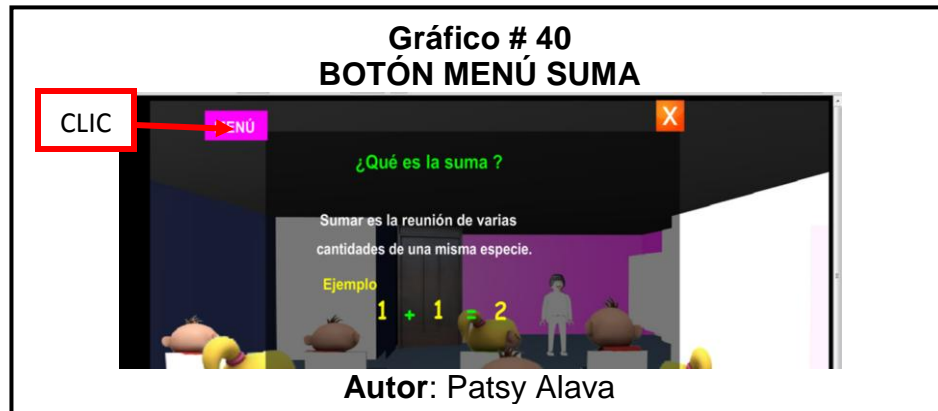 Gráfico # 40
BOTÓN MENÚ SUMA
CLIC
MENÚ
X
¿Qué es la suma ?
Sumar es la reunión de varias
cantidades de una misma especie.
Ejemplo
1 + 1 = 2
Autor: Patsy Alava